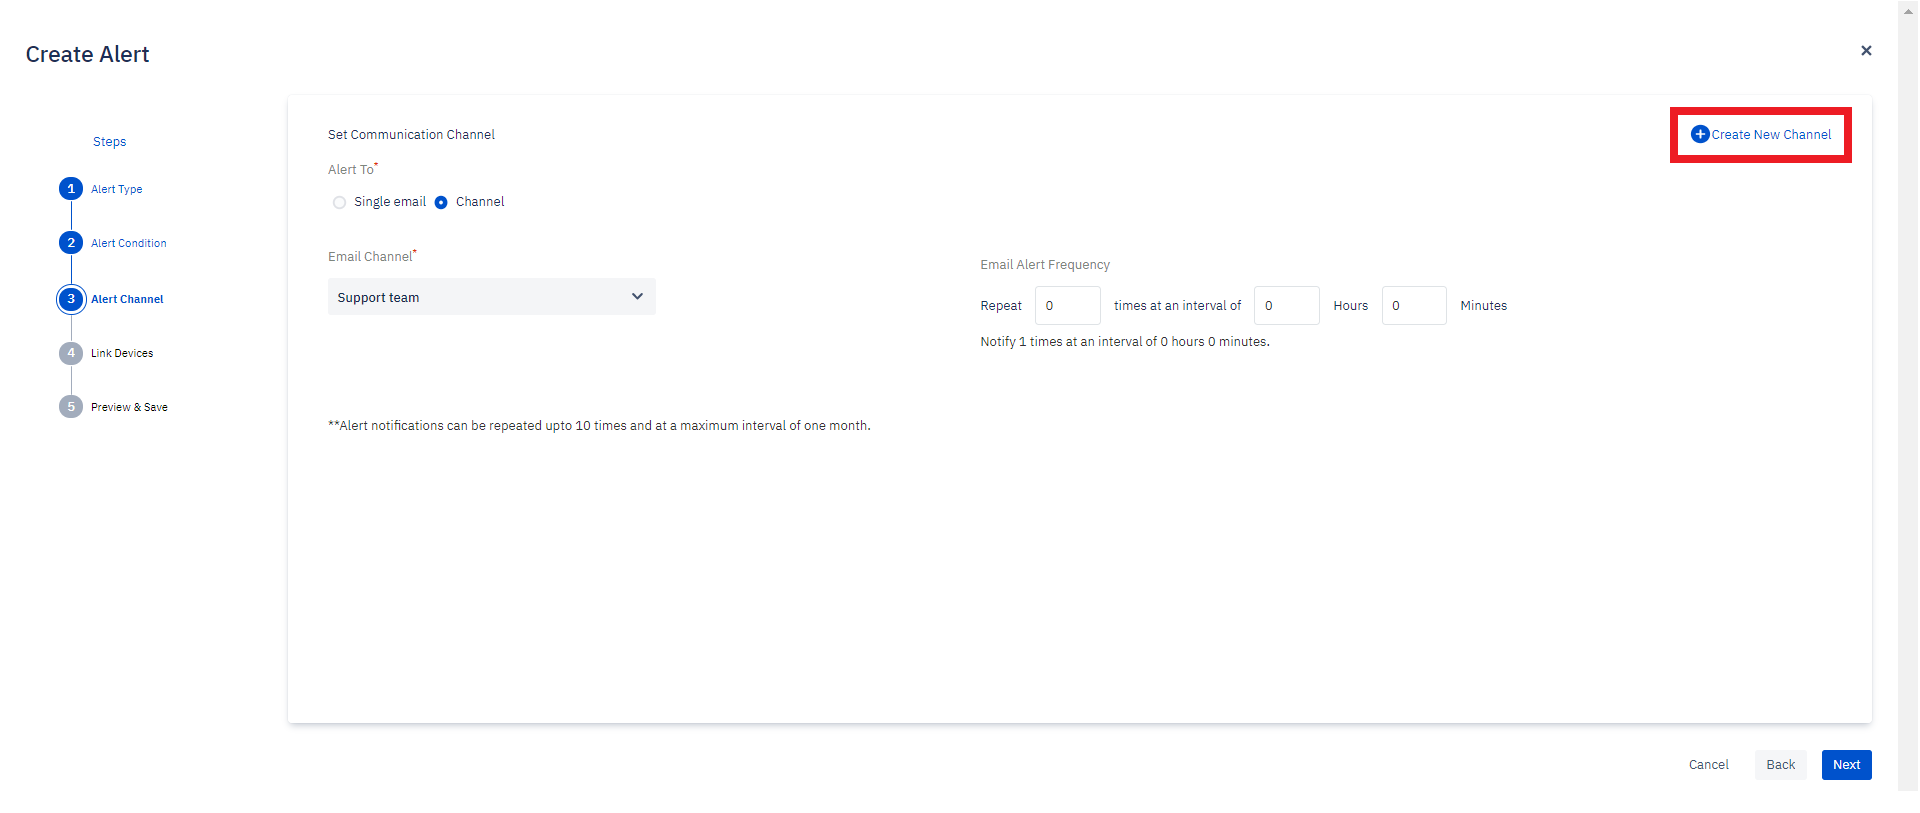 Create Alert
Steps
1 Alert Type
2 Alert Condition
3 Alert Channel
4 Link Devices
5 Preview & Save
Set Communication Channel
Create New Channel
Alert To*
Single email Channel
Email Channel*
Support team
Email Alert Frequency
Repeat 0 times at an interval of 0 Hours 0 Minutes
Notify 1 times at an interval of 0 hours 0 minutes.
**Alert notifications can be repeated upto 10 times and at a maximum interval of one month.
Cancel Back Next